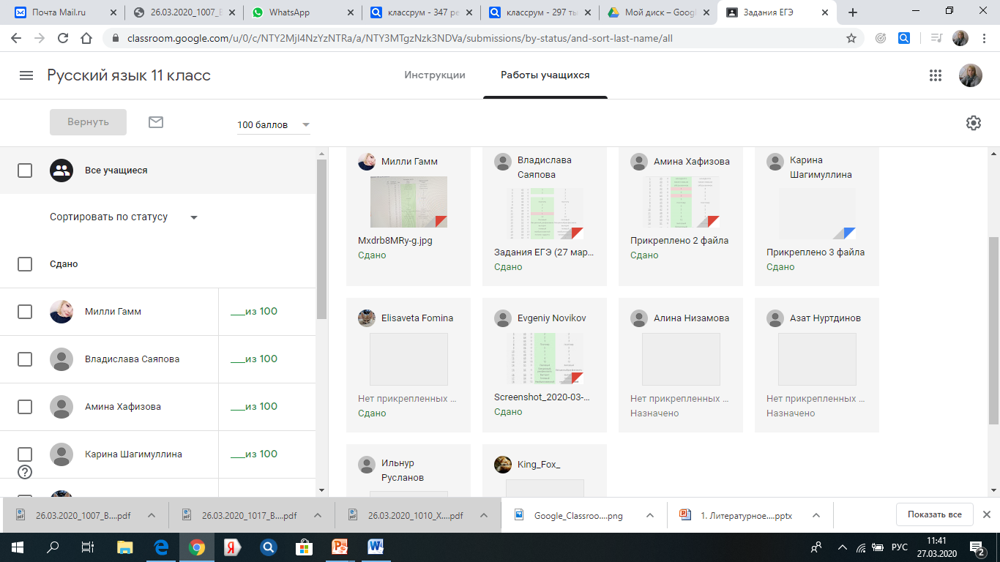 Почта Mail.ru
26.03.2020_1007_В
WhatsApp
классрум - 347 ре
классрум - 297 ты
Мой диск – Googl
Задания ЕГЭ
classroom.google.com/u/0/c/NTY2MjI4NzYzNTRa/a/NTY3MTgzNzk3NDVa/submissions/by-status/and-sort-last-name/all
Русский язык 11 класс
Инструкции
Работы учащихся
Вернуть
100 баллов
Все учащиеся
Сортировать по статусу
Сдано
Милли Гамм
___из 100
Владислава Саяпова
___из 100
Амина Хафизова
___из 100
Карина Шагимуллина
___из 100
Милли Гамм
Mxdrb8MRy-g.jpg
Сдано
Владислава
Саяпова
Задания ЕГЭ (27 мар...
Сдано
Амина Хафизова
Прикреплено 2 файла
Сдано
Карина
Шагимуллина
Прикреплено 3 файла
Сдано
Elisaveta Fomina
Нет прикрепленных ...
Сдано
Evgeniy Novikov
Screenshot_2020-03-...
Сдано
Алина Низамова
Нет прикрепленных ...
Назначено
Азат Нуртдинов
Нет прикрепленных ...
Назначено
Ильнур
Русланов
King_Fox_
26.03.2020_1007_В....pdf
26.03.2020_1017_В....pdf
26.03.2020_1010_Х....pdf
Google_Classroo....png
1. Литературное....pptx
Показать все
РУС
11:41
27.03.2020
2